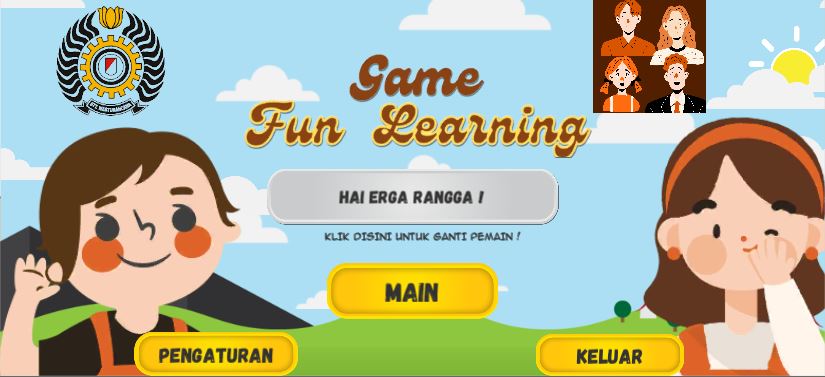 Game
Fun Learning
HAI ERGA RANGGA !
KLIK DISINI UNTUK GANTI PEMAIN !
MAIN
PENGATURAN
KELUAR